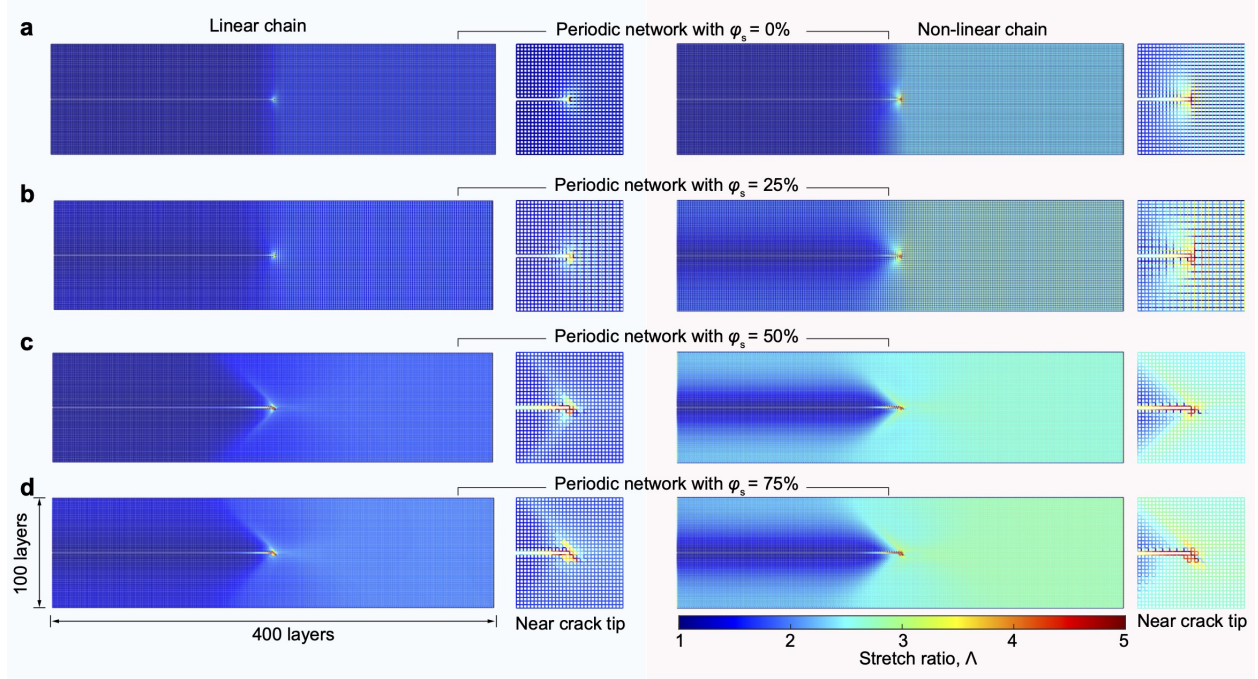 a
Linear chain
Periodic network with φs = 0%
Non-linear chain
b
Periodic network with φs = 25%
c
Periodic network with φs = 50%
d
Periodic network with φs = 75%
100 layers
400 layers
Near crack tip
Near crack tip
1 2 3 4 5
Stretch ratio, Λ